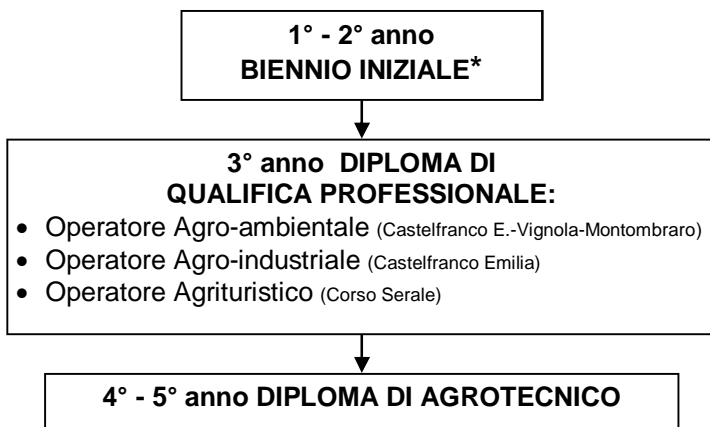 1° - 2° anno
BIENNIO INIZIALE*
3° anno DIPLOMA DI
QUALIFICA PROFESSIONALE:
• Operatore Agro-ambientale (Castelfranco E.-Vignola-Montombraro)
• Operatore Agro-industriale (Castelfranco Emilia)
• Operatore Agrituristico (Corso Serale)
4° - 5° anno DIPLOMA DI AGROTECNICO